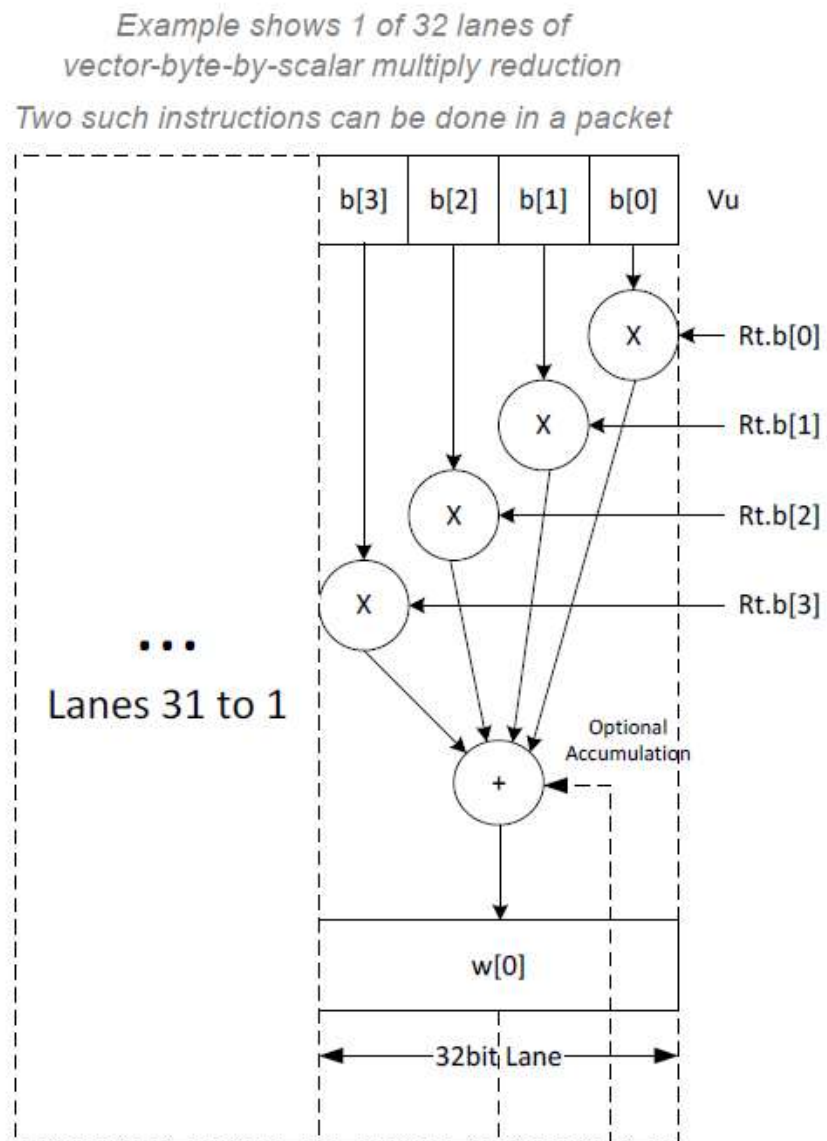 Example shows 1 of 32 lanes of
vector-byte-by-scalar multiply reduction
Two such instructions can be done in a packet
b[3] b[2] b[1] b[0] Vu
X Rt.b[0]
X Rt.b[1]
X Rt.b[2]
X Rt.b[3]
...
Lanes 31 to 1
Optional
Accumulation
+
w[0]
32bit Lane